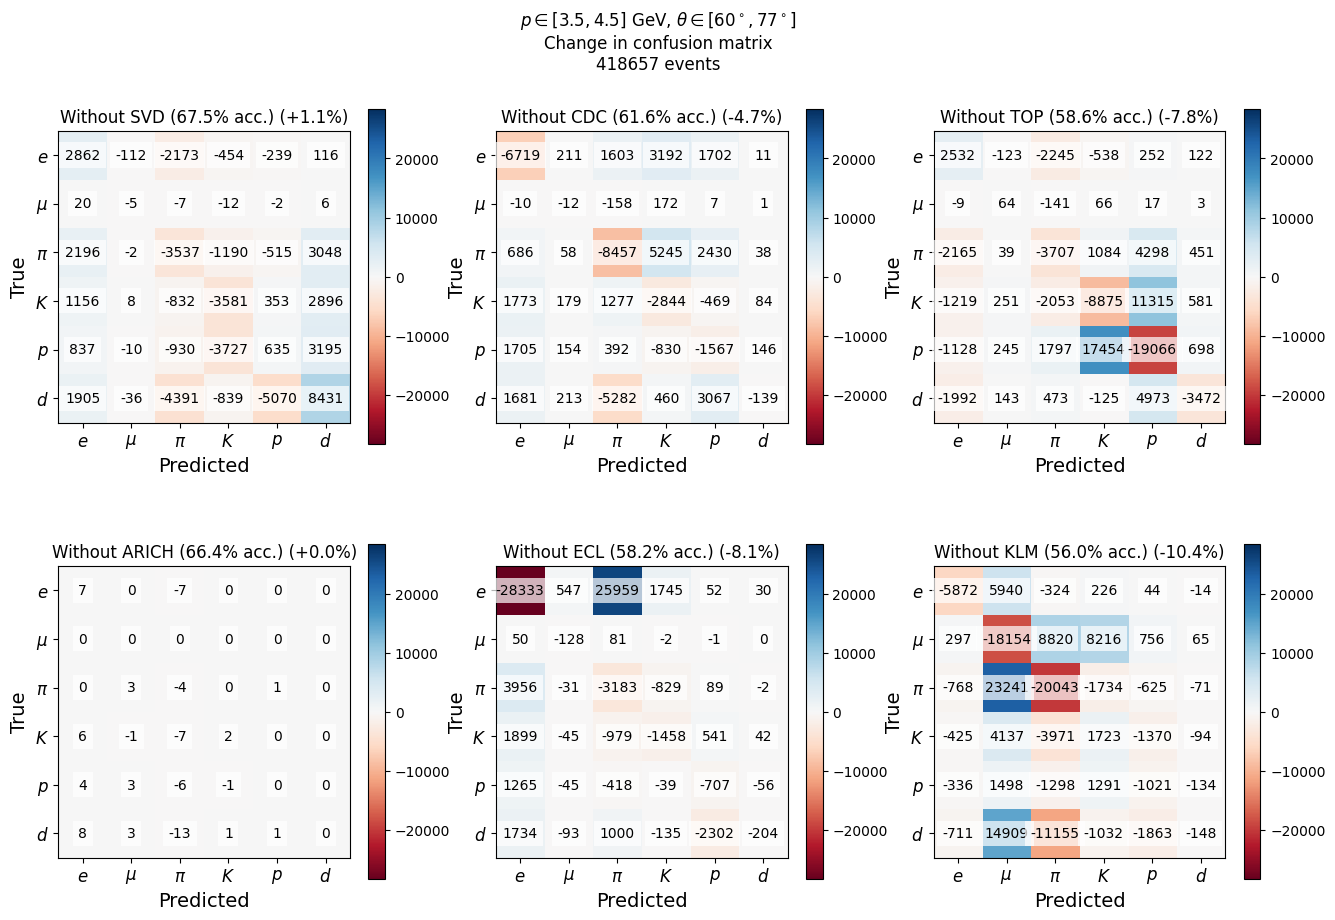 p ∈ [3.5, 4.5] GeV, θ ∈ [60°, 77°]
Change in confusion matrix
418657 events
Without SVD (67.5% acc.) (+1.1%)
e 2862 -112 -2173 -454 -239 116
μ 20 -5 -7 -12 -2 6
π 2196 -2 -3537 -1190 -515 3048
K 1156 8 -832 -3581 353 2896
p 837 -10 -930 -3727 635 3195
d 1905 -36 -4391 -839 -5070 8431
e μ π K p d
Predicted
True
20000
10000
0
−10000
−20000
Without CDC (61.6% acc.) (-4.7%)
e -6719 211 1603 3192 1702 11
μ -10 -12 -158 172 7 1
π 686 58 -8457 5245 2430 38
K 1773 179 1277 -2844 -469 84
p 1705 154 392 -830 -1567 146
d 1681 213 -5282 460 3067 -139
e μ π K p d
Predicted
True
20000
10000
0
−10000
−20000
Without TOP (58.6% acc.) (-7.8%)
e 2532 -123 -2245 -538 252 122
μ -9 64 -141 66 17 3
π -2165 39 -3707 1084 4298 451
K -1219 251 -2053 -8875 11315 581
p -1128 245 1797 17454 -19066 698
d -1992 143 473 -125 4973 -3472
e μ π K p d
Predicted
True
20000
10000
0
−10000
−20000
Without ARICH (66.4% acc.) (+0.0%)
e 7 0 -7 0 0 0
μ 0 0 0 0 0 0
π 0 3 -4 0 1 0
K 6 -1 -7 2 0 0
p 4 3 -6 -1 0 0
d 8 3 -13 1 1 0
e μ π K p d
Predicted
True
20000
10000
0
−10000
−20000
Without ECL (58.2% acc.) (-8.1%)
e -28333 547 25959 1745 52 30
μ 50 -128 81 -2 -1 0
π 3956 -31 -3183 -829 89 -2
K 1899 -45 -979 -1458 541 42
p 1265 -45 -418 -39 -707 -56
d 1734 -93 1000 -135 -2302 -204
e μ π K p d
Predicted
True
20000
10000
0
−10000
−20000
Without KLM (56.0% acc.) (-10.4%)
e -5872 5940 -324 226 44 -14
μ 297 -18154 8820 8216 756 65
π -768 23241 -20043 -1734 -625 -71
K -425 4137 -3971 1723 -1370 -94
p -336 1498 -1298 1291 -1021 -134
d -711 14909 -11155 -1032 -1863 -148
e μ π K p d
Predicted
True
20000
10000
0
−10000
−20000